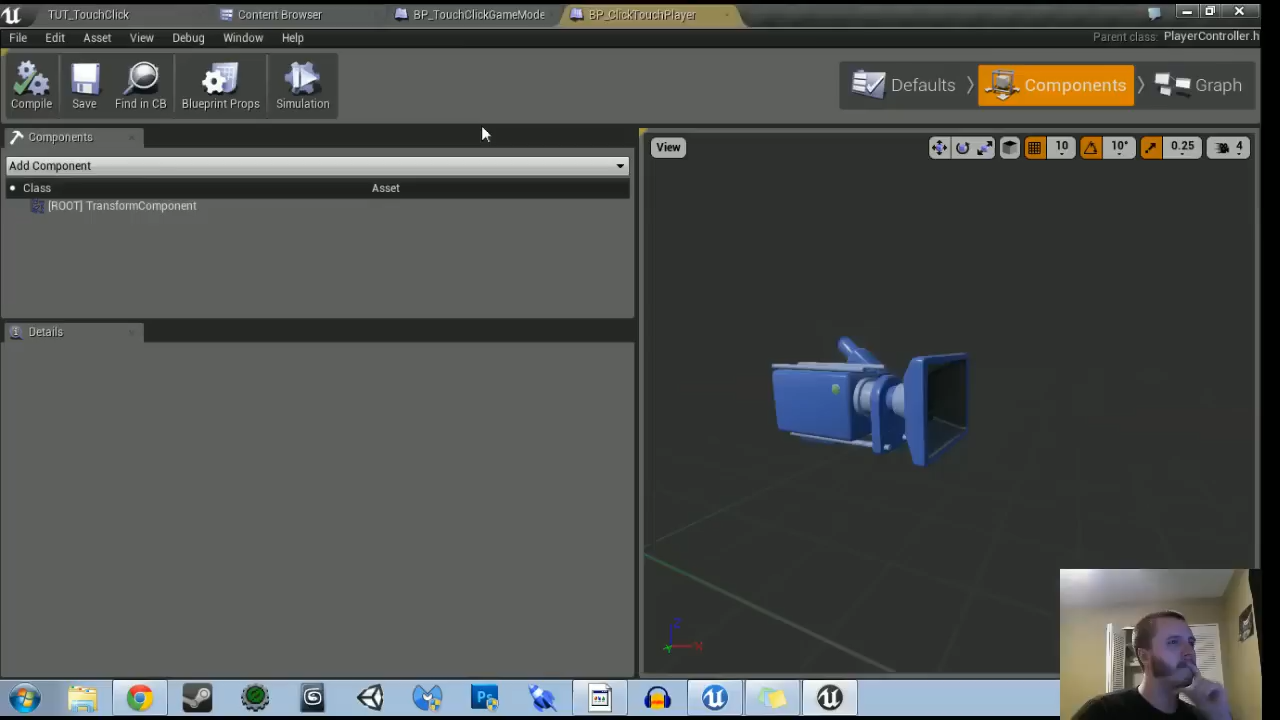 TUT_TouchClick Content Browser BP_TouchClickGameMode BP_ClickTouchPlayer
File Edit Asset View Debug Window Help Parent class: PlayerController.h
Compile Save Find in CB Blueprint Props Simulation Defaults Components Graph
Components
View 10 10° 0.25 4
Add Component
Class Asset
[ROOT] TransformComponent
Details